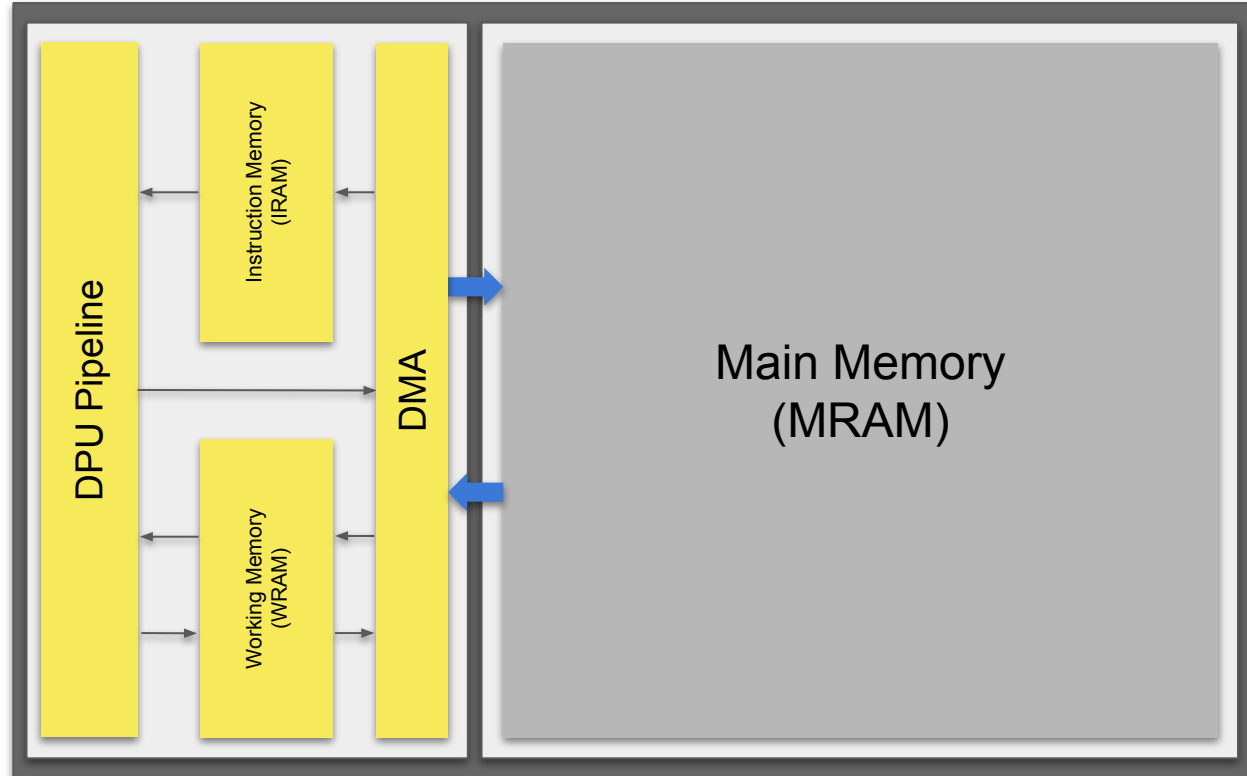 DPU Pipeline
Instruction Memory
(IRAM)
Working Memory
(WRAM)
DMA
Main Memory
(MRAM)